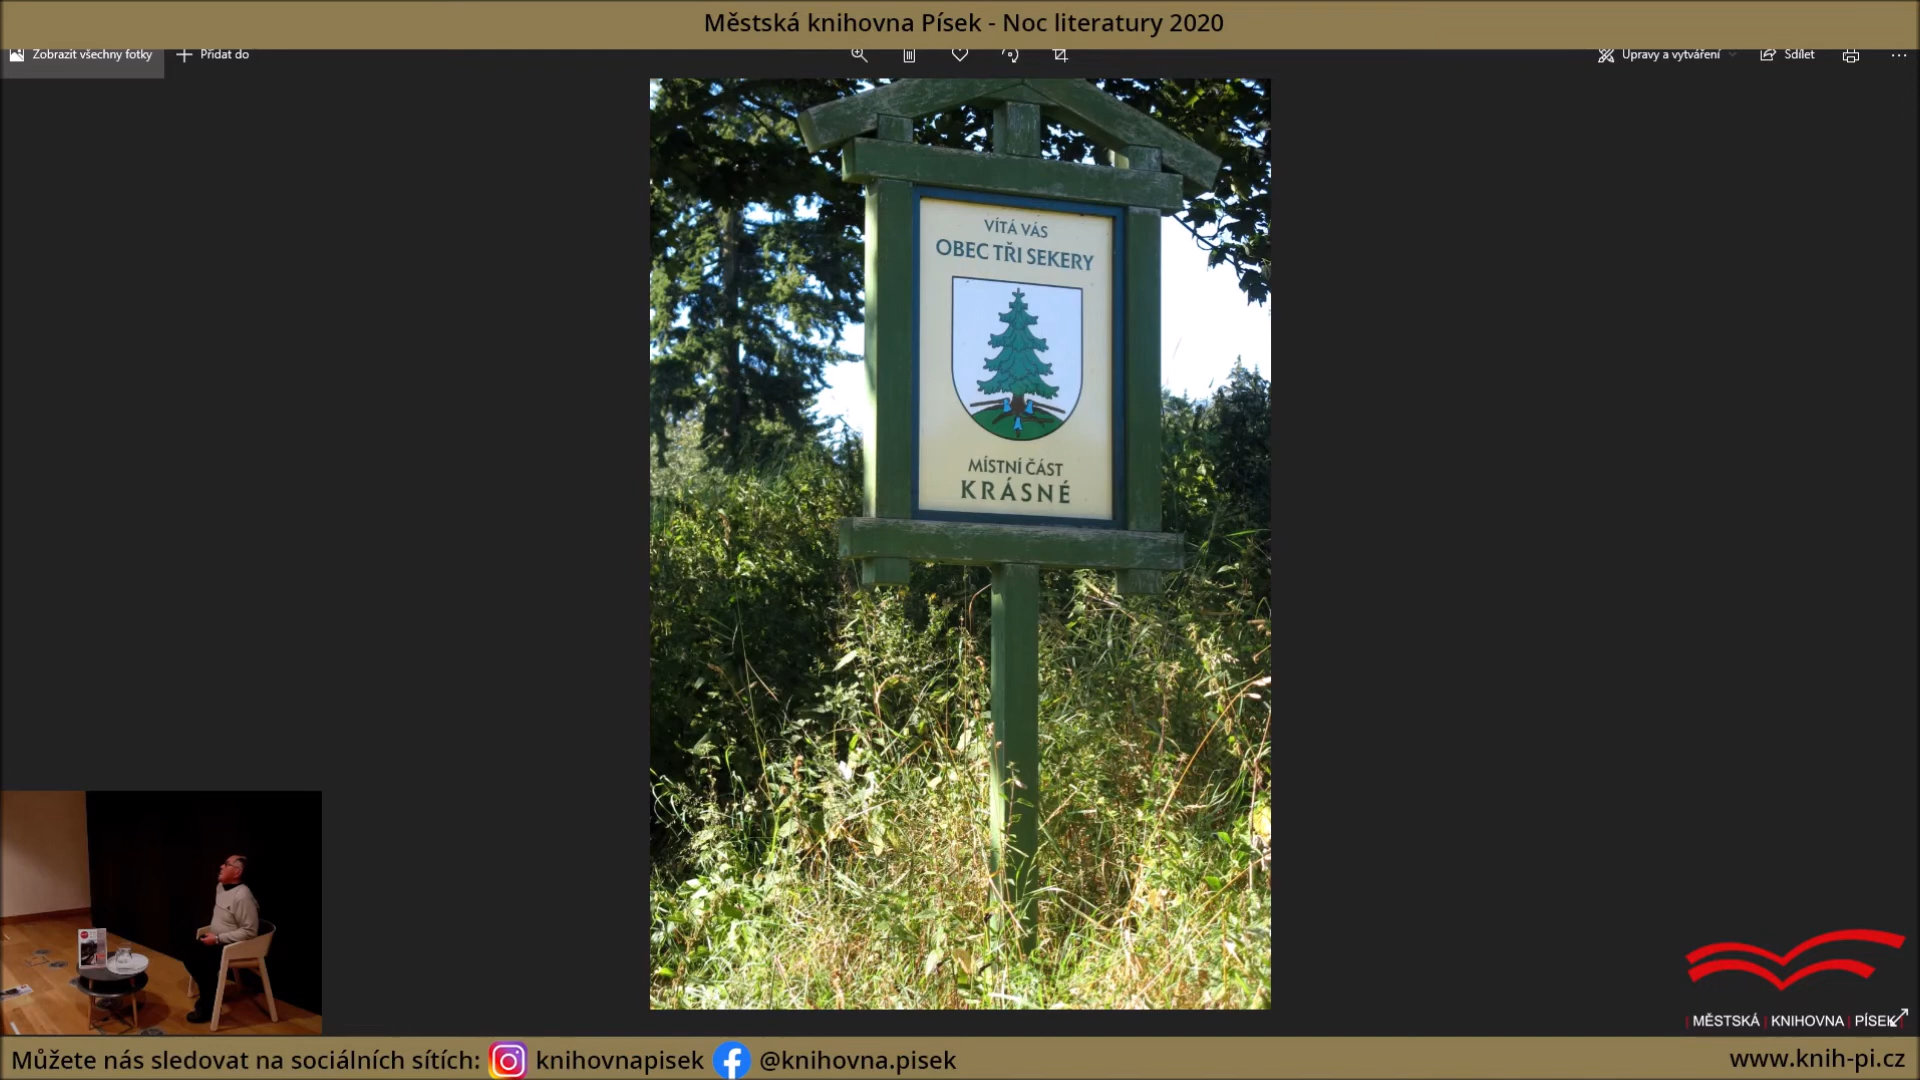 Městská knihovna Písek - Noc literatury 2020
Zobrazit všechny fotky
Přidat do
Úpravy a vytváření
Sdílet
VÍTÁ VÁS
OBEC TŘI SEKERY
MÍSTNÍ ČÁST
KRÁSNÉ
MĚSTSKÁ | KNIHOVNA | PÍSEK
Můžete nás sledovat na sociálních sítích: knihovnapisek @knihovna.pisek
www.knih-pi.cz